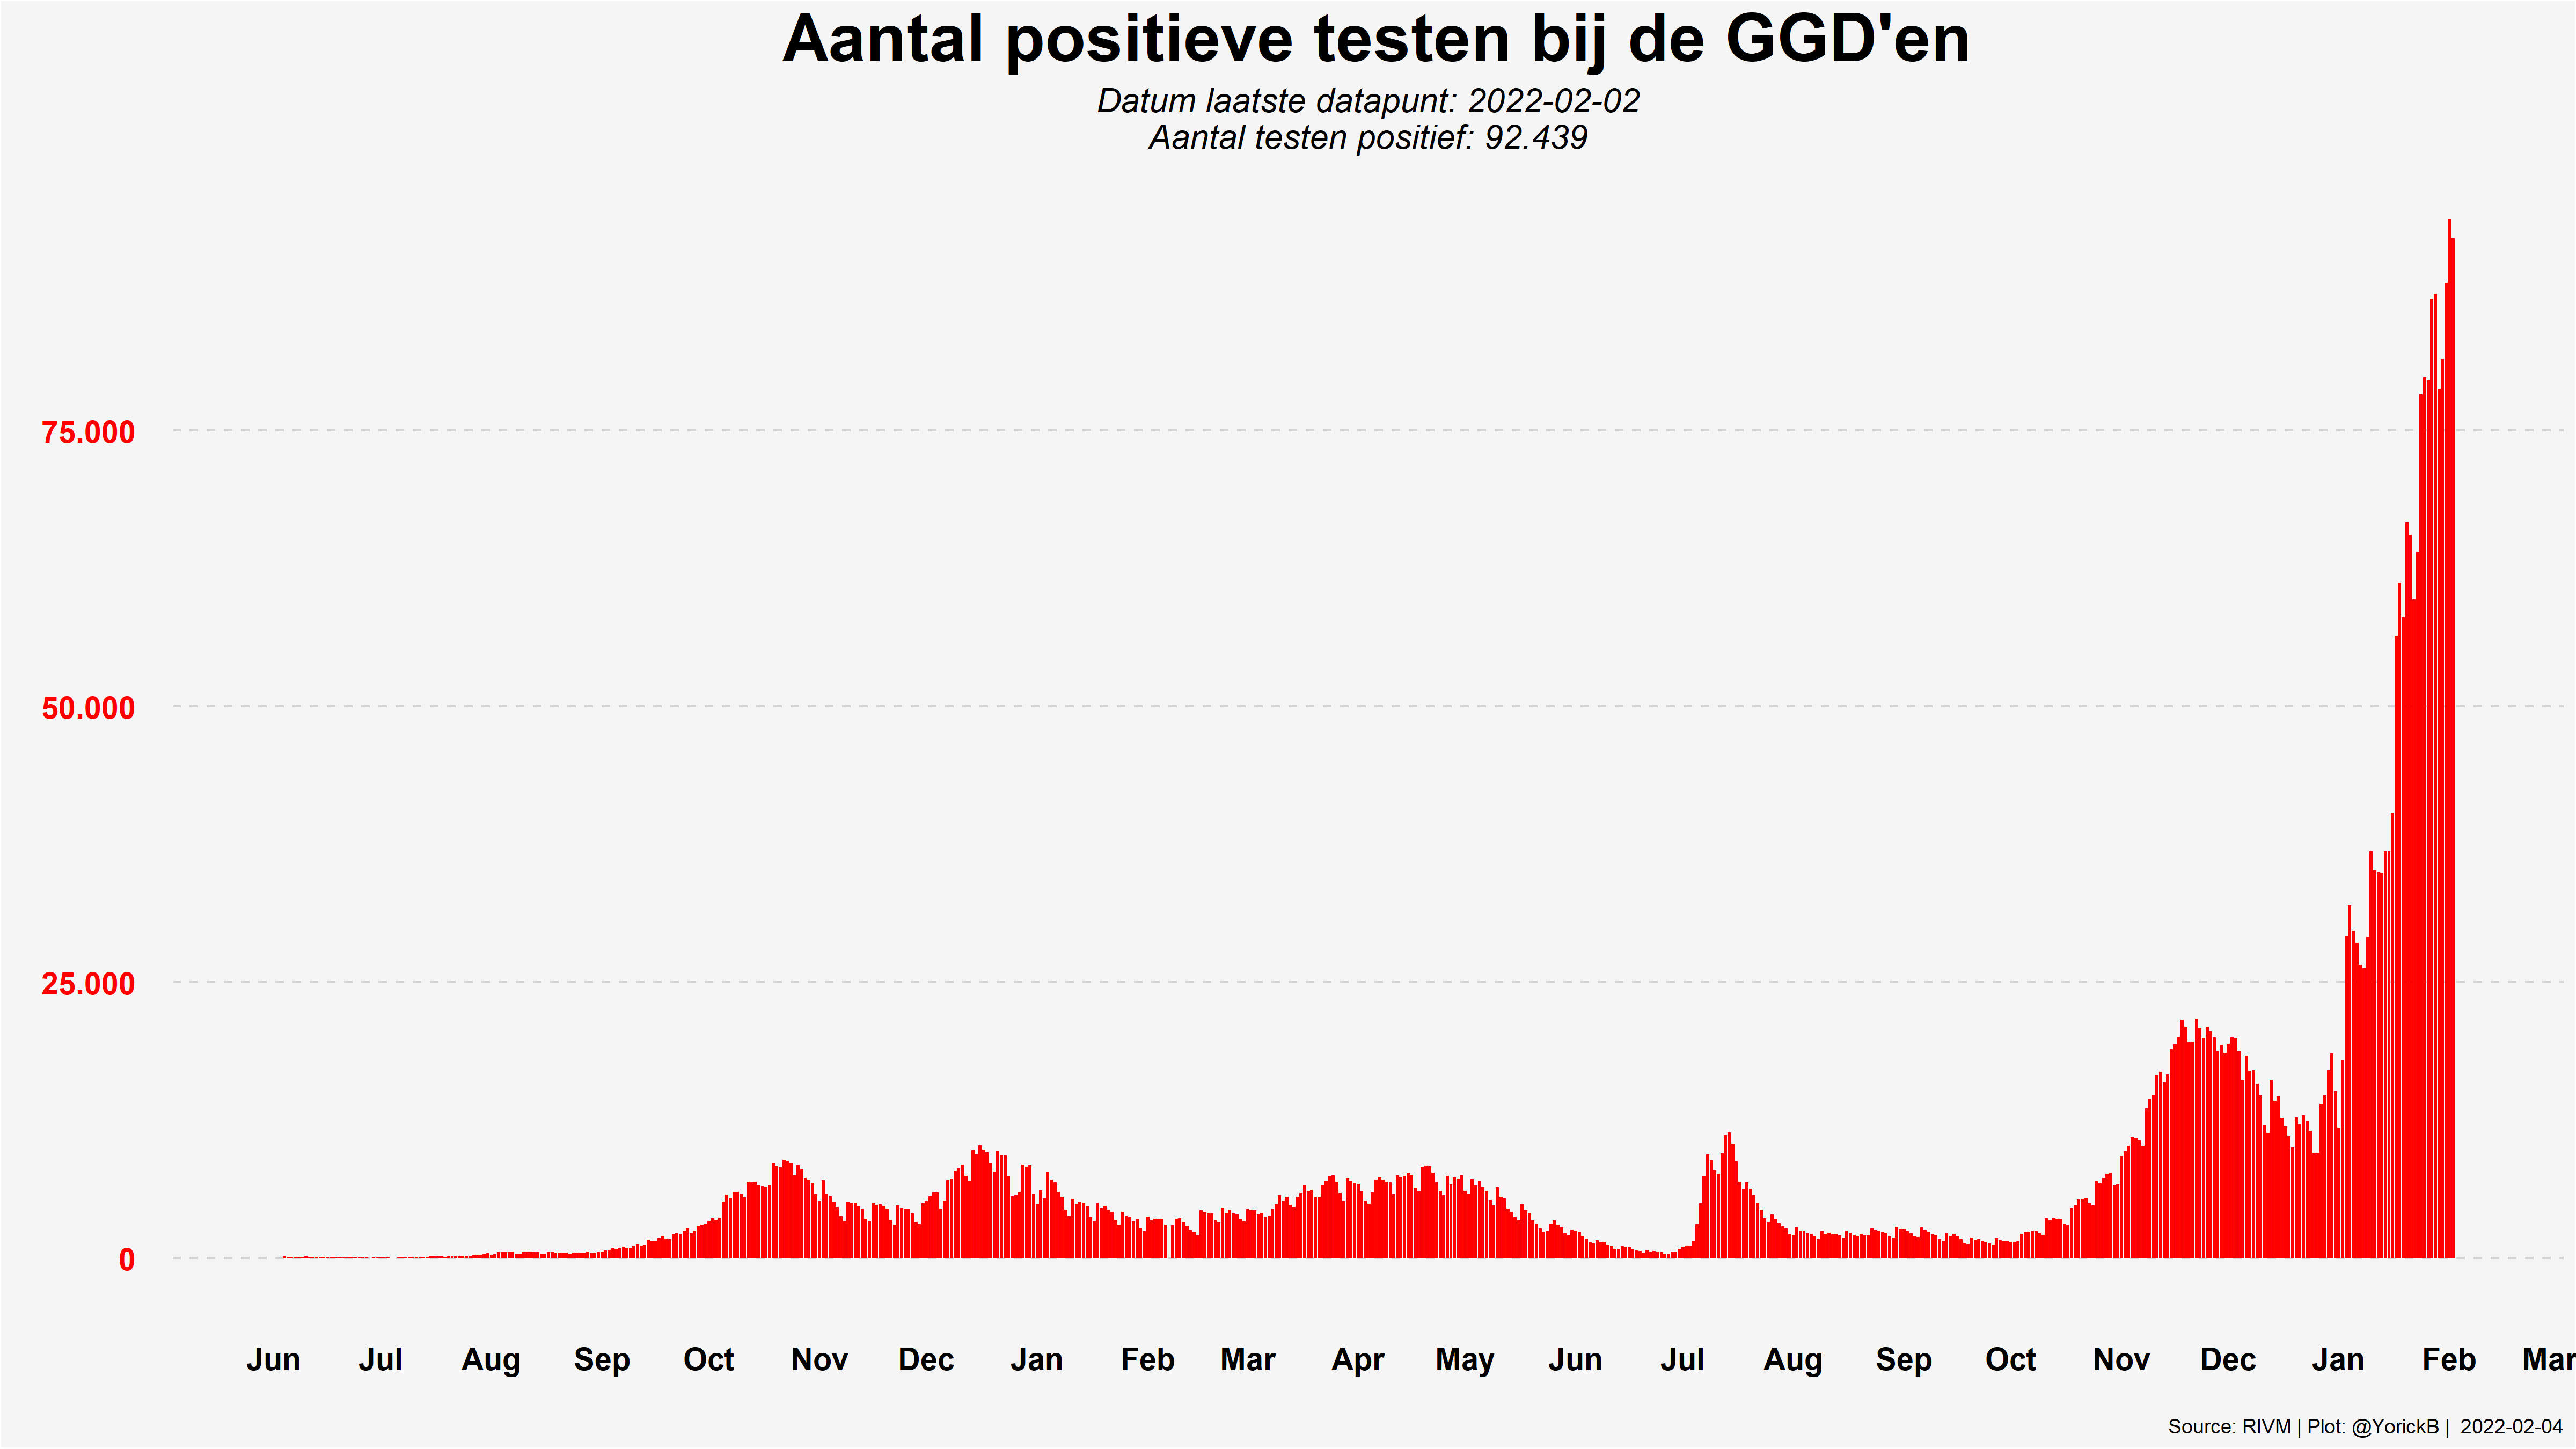 Aantal positieve testen bij de GGD'en
Datum laatste datapunt: 2022-02-02
Aantal testen positief: 92.439
75.000
50.000
25.000
0
Jun Jul Aug Sep Oct Nov Dec Jan Feb Mar Apr May Jun Jul Aug Sep Oct Nov Dec Jan Feb Mar
Source: RIVM | Plot: @YorickB | 2022-02-04